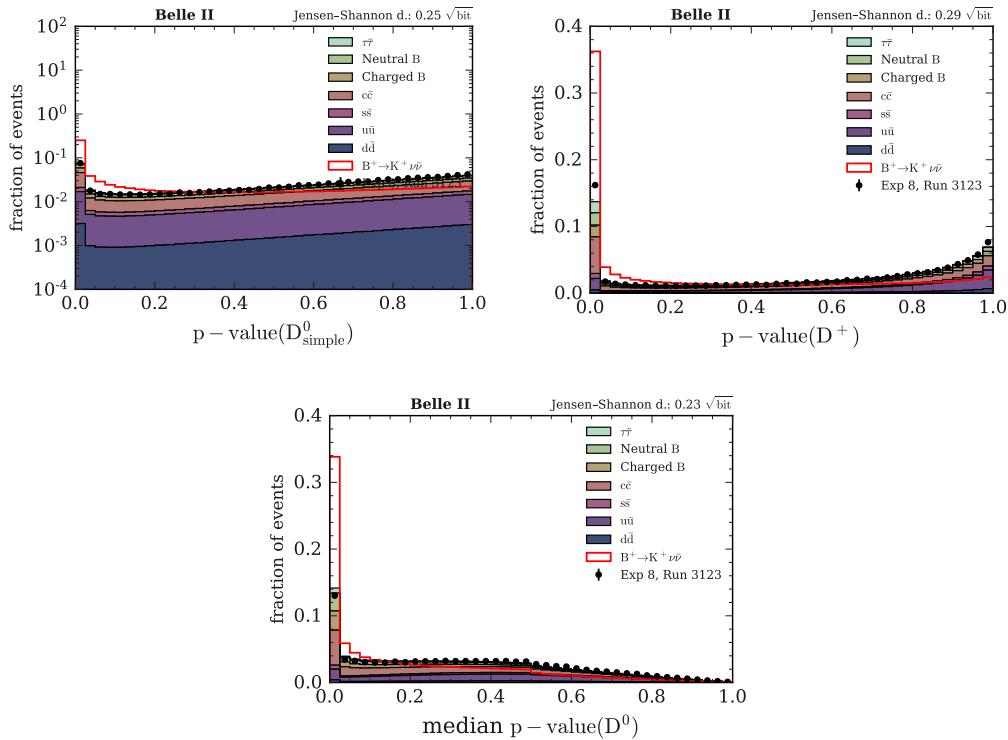 Belle II Jensen–Shannon d.: 0.25 √bit
10² 10¹ 10⁰ 10⁻¹ 10⁻² 10⁻³ 10⁻⁴
fraction of events
ττ̄
Neutral B
Charged B
cc̄
ss̄
uū
dd̄
B⁺→K⁺νν̄
0.0 0.2 0.4 0.6 0.8 1.0
p − value(D⁰simple)
Belle II Jensen–Shannon d.: 0.29 √bit
0.4 0.3 0.2 0.1 0.0
fraction of events
ττ̄
Neutral B
Charged B
cc̄
ss̄
uū
dd̄
B⁺→K⁺νν̄
Exp 8, Run 3123
0.0 0.2 0.4 0.6 0.8 1.0
p − value(D⁺)
Belle II Jensen–Shannon d.: 0.23 √bit
0.4 0.3 0.2 0.1 0.0
fraction of events
ττ̄
Neutral B
Charged B
cc̄
ss̄
uū
dd̄
B⁺→K⁺νν̄
Exp 8, Run 3123
0.0 0.2 0.4 0.6 0.8 1.0
median p − value(D⁰)